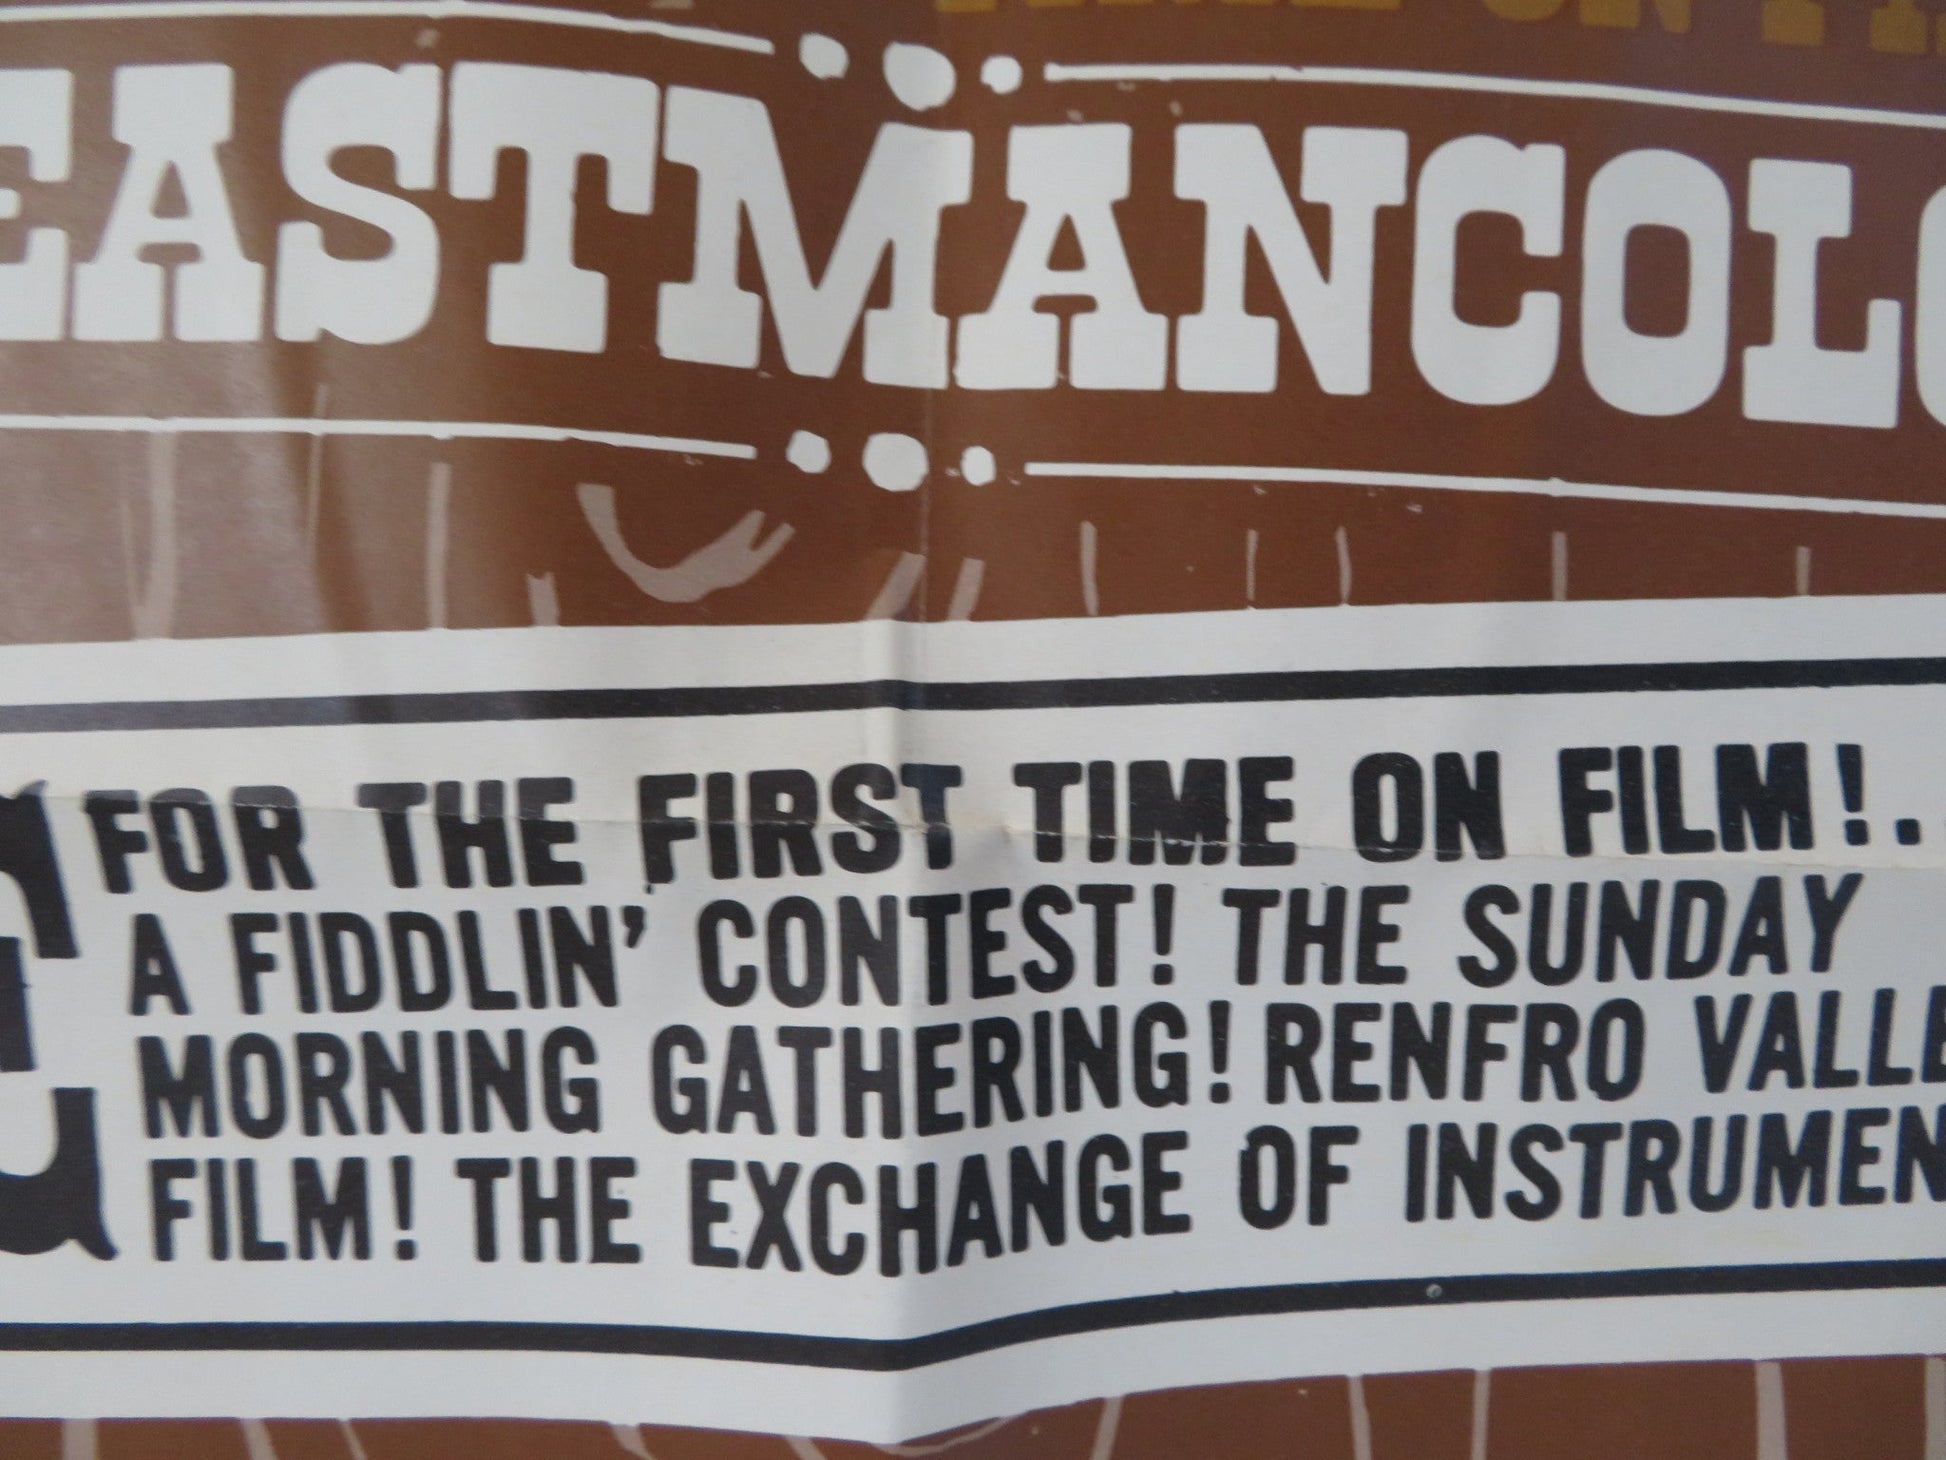 EASTMANCOLO
FOR THE FIRST TIME ON FILM!..
A FIDDLIN' CONTEST! THE SUNDAY
MORNING GATHERING! RENFRO VALLE
FILM! THE EXCHANGE OF INSTRUMEN